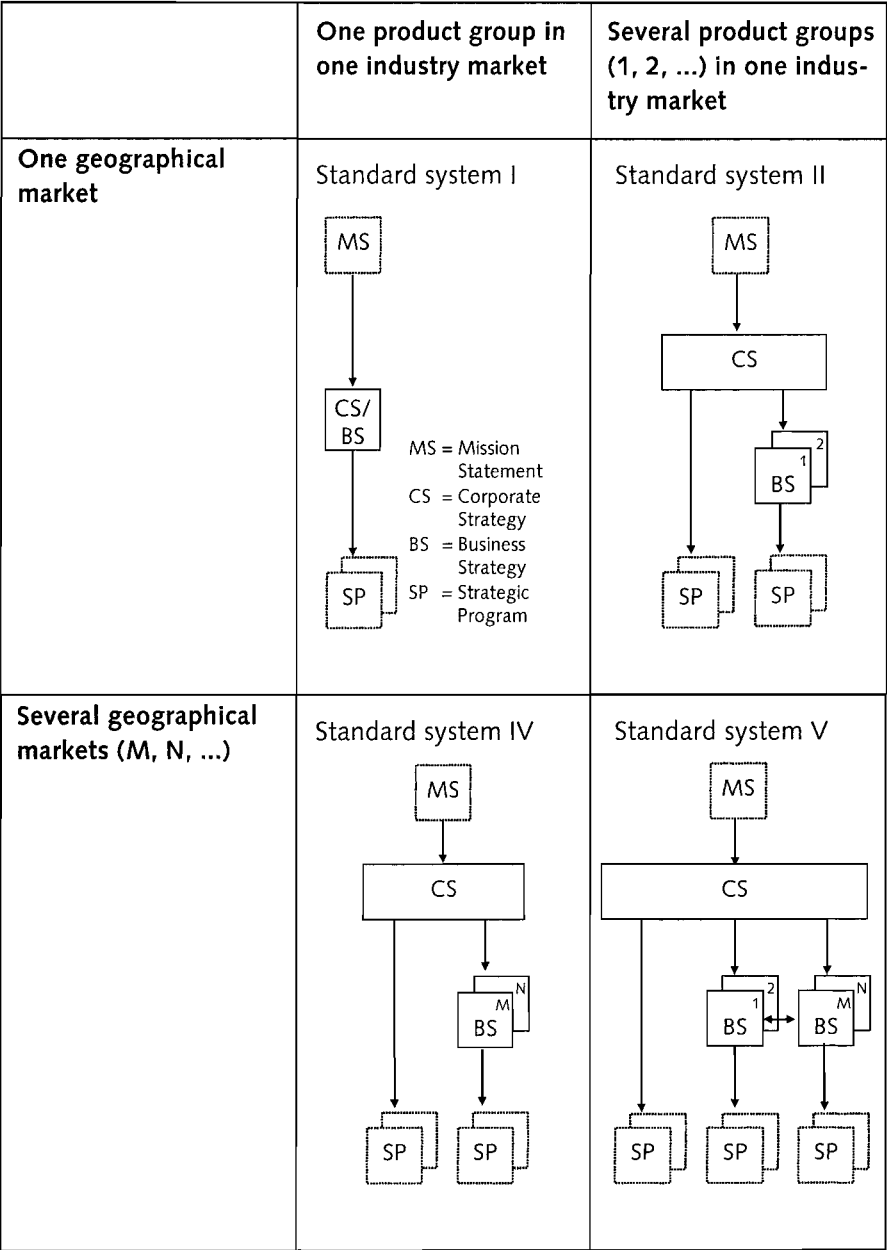 One product group in
one industry market
Several product groups
(1, 2, ...) in one indus-
try market
One geographical
market
Standard system I
MS
CS/
BS
SP
MS = Mission
Statement
CS = Corporate
Strategy
BS = Business
Strategy
SP = Strategic
Program
Standard system II
MS
CS
2
1
BS
SP
SP
Several geographical
markets (M, N, ...)
Standard system IV
MS
CS
N
M
BS
SP
SP
Standard system V
MS
CS
2
1
BS
N
M
BS
SP
SP
SP